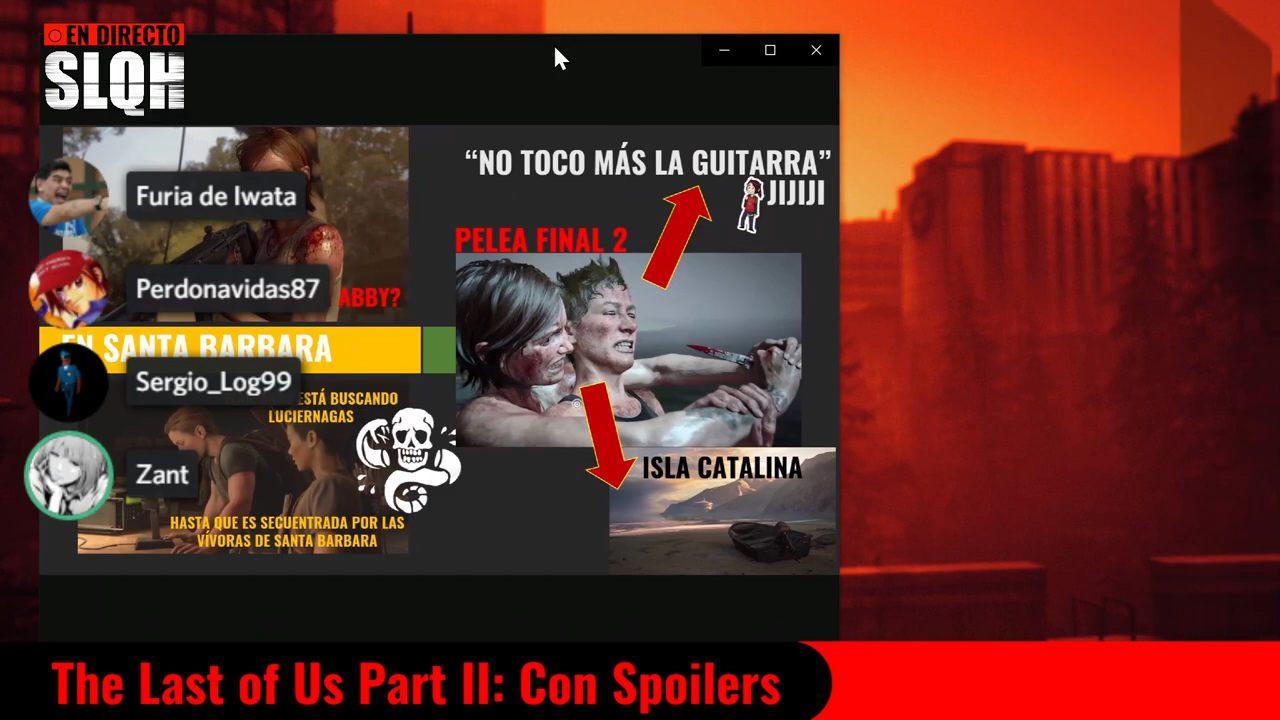 EN DIRECTO
SLQH
“NO TOCO MÁS LA GUITARRA”
JIJIJI
Furia de Iwata
PELEA FINAL 2
Perdonavidas87
ABBY?
EN SANTA BARBARA
Sergio_Log99
ESTÁ BUSCANDO
LUCIERNAGAS
Zant
ISLA CATALINA
HASTA QUE ES SECUENTRADA POR LAS
VÍVORAS DE SANTA BARBARA
The Last of Us Part II: Con Spoilers